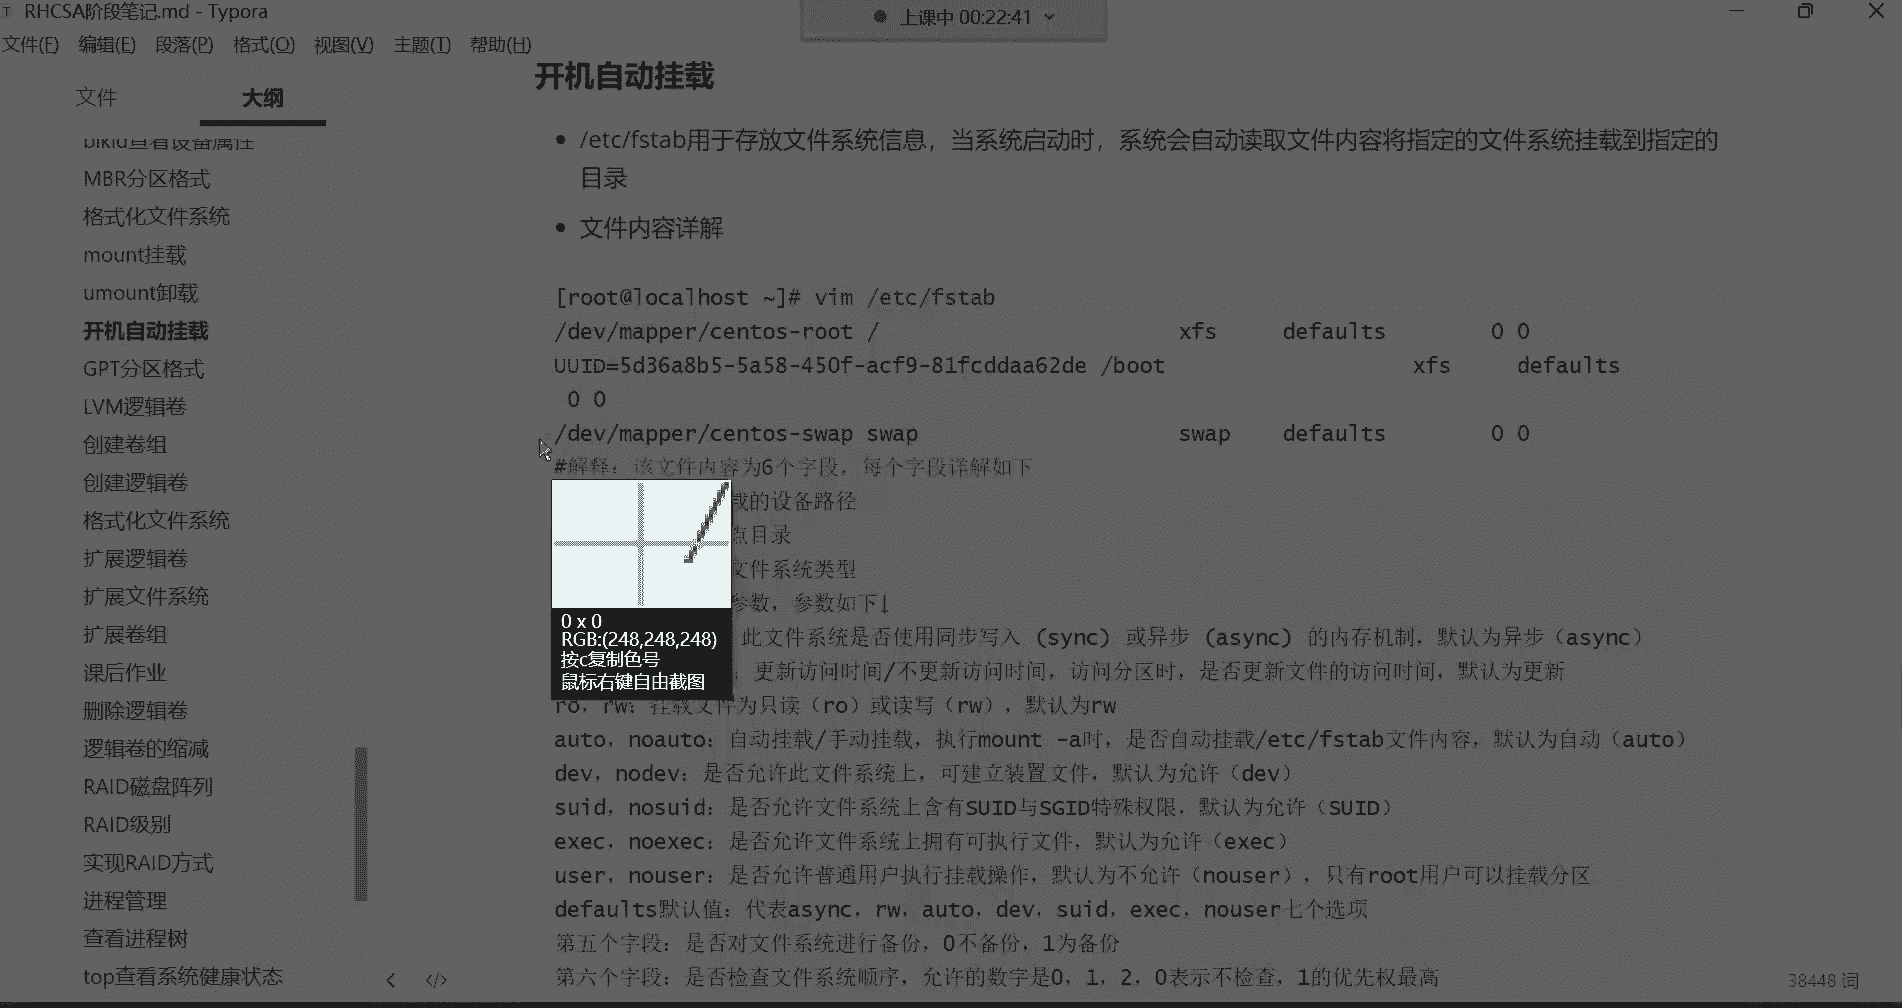 RHCSA阶段笔记.md - Typora
上课中 00:22:41
文件(F) 编辑(E) 段落(P) 格式(O) 视图(V) 主题(T) 帮助(H)
文件 大纲
blkid查看设备属性
MBR分区格式
格式化文件系统
mount挂载
umount卸载
开机自动挂载
GPT分区格式
LVM逻辑卷
创建卷组
创建逻辑卷
格式化文件系统
扩展逻辑卷
扩展文件系统
扩展卷组
课后作业
删除逻辑卷
逻辑卷的缩减
RAID磁盘阵列
RAID级别
实现RAID方式
进程管理
查看进程树
top查看系统健康状态
开机自动挂载
/etc/fstab用于存放文件系统信息，当系统启动时，系统会自动读取文件内容将指定的文件系统挂载到指定的
目录
文件内容详解
[root@localhost ~]# vim /etc/fstab
/dev/mapper/centos-root / xfs defaults 0 0
UUID=5d36a8b5-5a58-450f-acf9-81fcddaa62de /boot xfs defaults
0 0
/dev/mapper/centos-swap swap swap defaults 0 0
#解释：该文件内容为6个字段，每个字段详解如下
载的设备路径
点目录
文件系统类型
参数，参数如下↓
此文件系统是否使用同步写入（sync）或异步（async）的内存机制，默认为异步（async）
：更新访问时间/不更新访问时间，访问分区时，是否更新文件的访问时间，默认为更新
ro，rw：挂载文件为只读（ro）或读写（rw），默认为rw
auto，noauto：自动挂载/手动挂载，执行mount -a时，是否自动挂载/etc/fstab文件内容，默认为自动（auto）
dev，nodev：是否允许此文件系统上，可建立装置文件，默认为允许（dev）
suid，nosuid：是否允许文件系统上含有SUID与SGID特殊权限，默认为允许（SUID）
exec，noexec：是否允许文件系统上拥有可执行文件，默认为允许（exec）
user，nouser：是否允许普通用户执行挂载操作，默认为不允许（nouser），只有root用户可以挂载分区
defaults默认值：代表async，rw，auto，dev，suid，exec，nouser七个选项
第五个字段：是否对文件系统进行备份，0不备份，1为备份
第六个字段：是否检查文件系统顺序，允许的数字是0，1，2，0表示不检查，1的优先权最高
0 x 0
RGB:(248,248,248)
按c复制色号
鼠标右键自由截图
38448 词